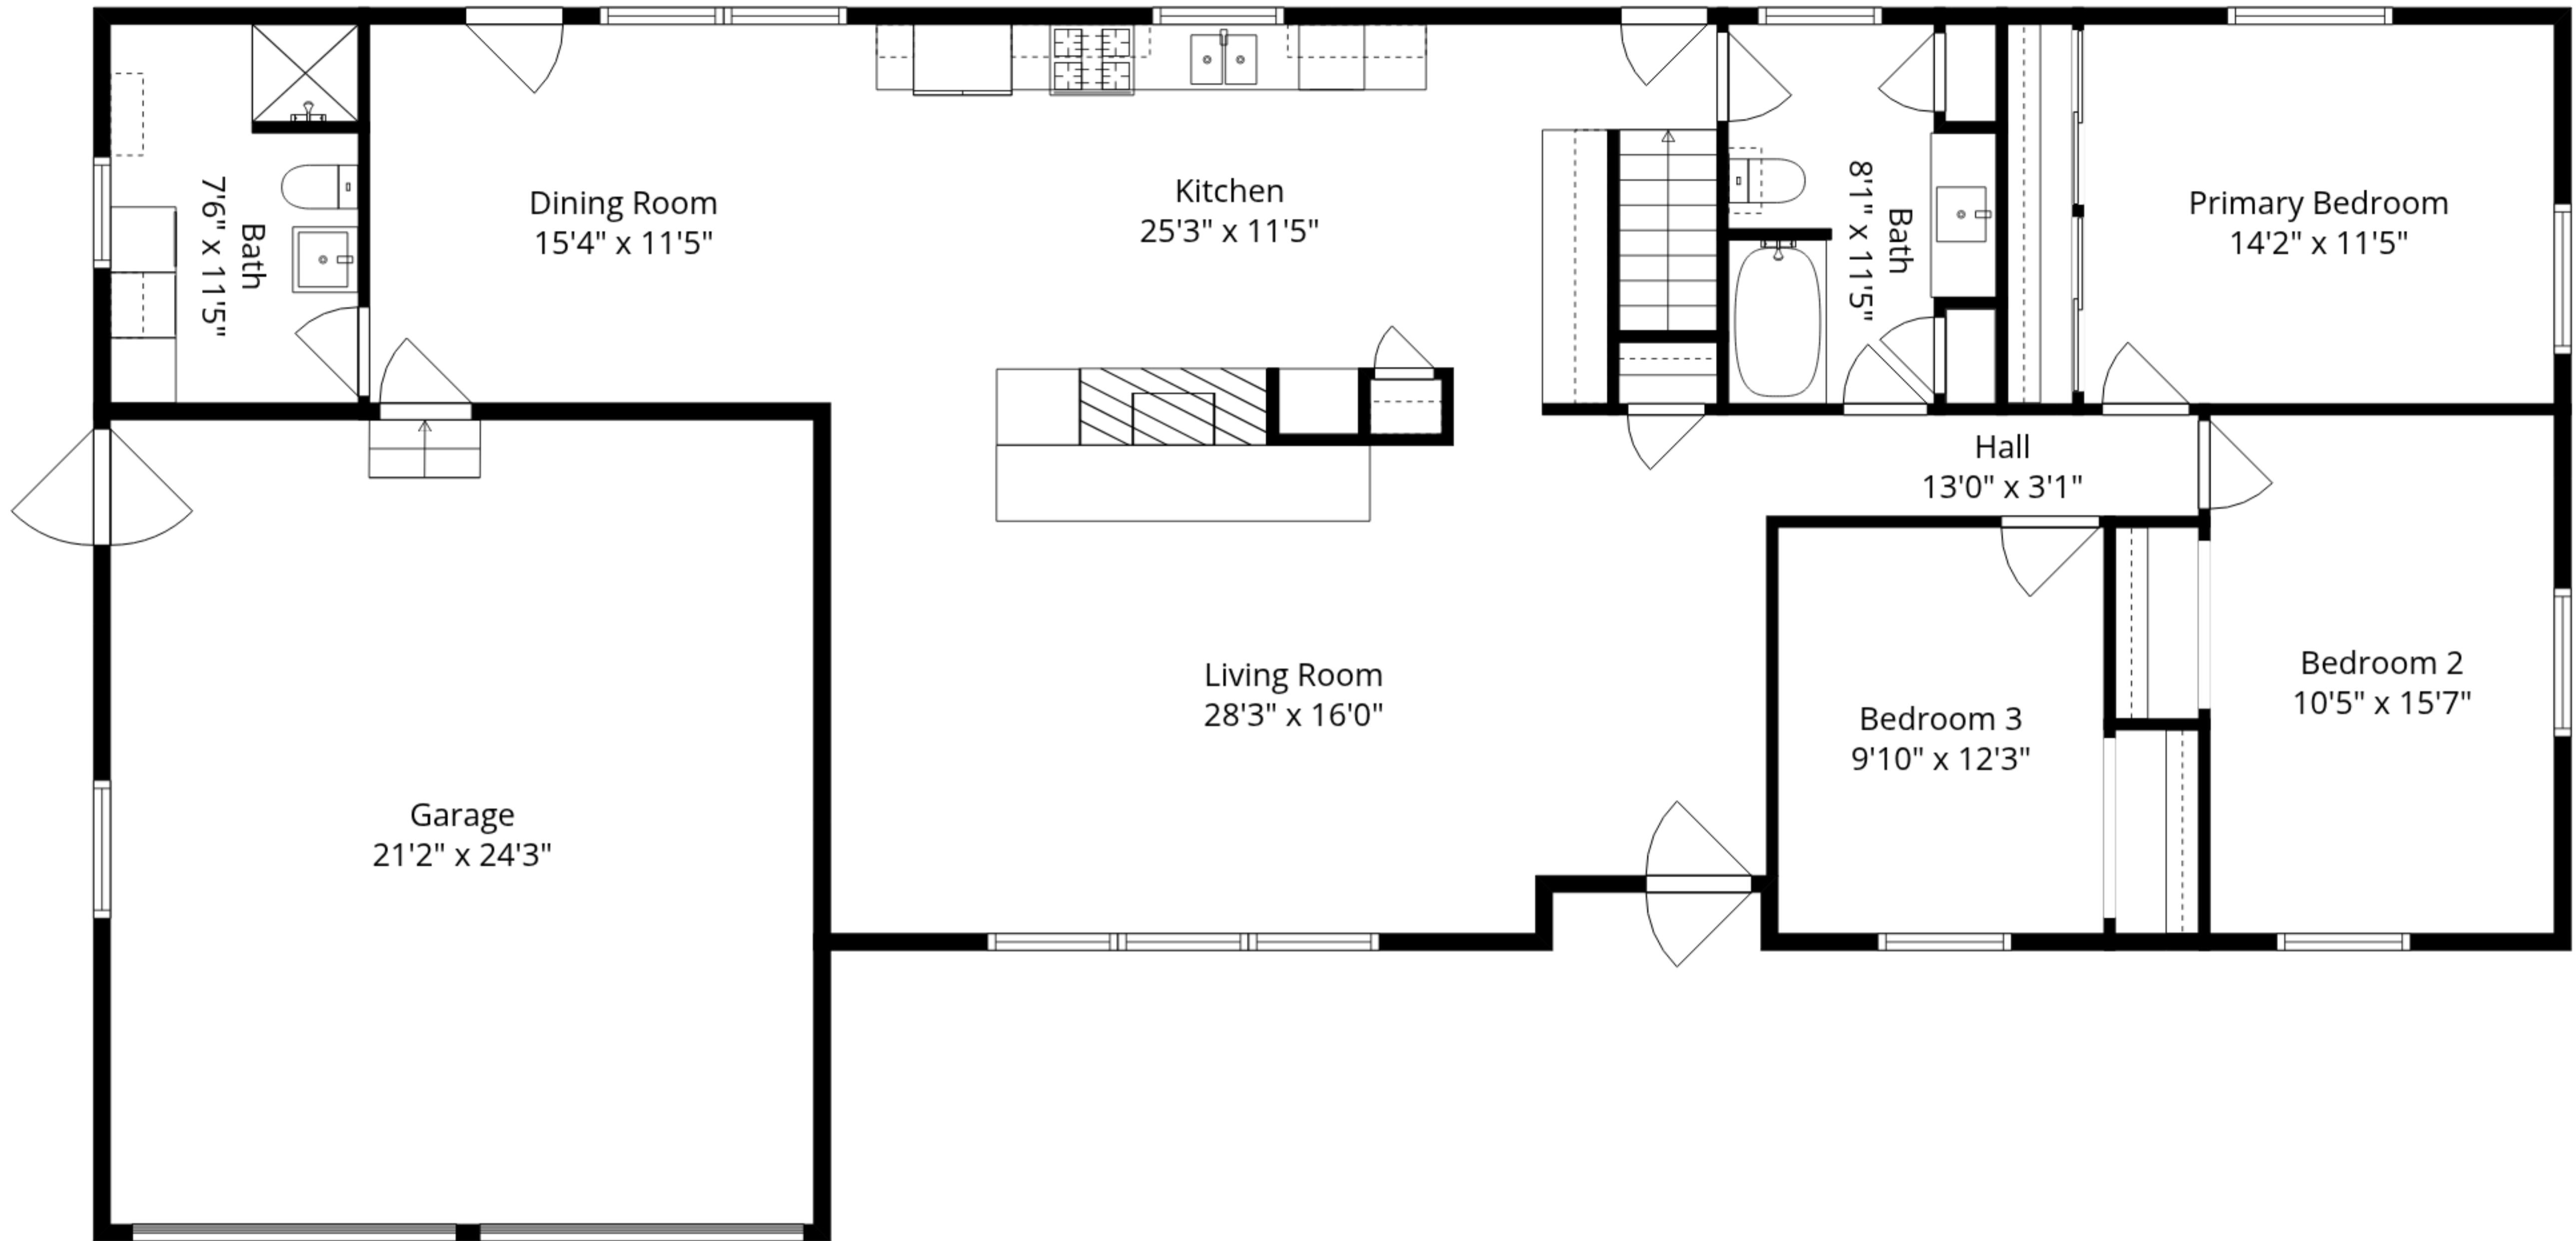 Bath
7'6" x 11'5"
Dining Room
15'4" x 11'5"
Kitchen
25'3" x 11'5"
Bath
8'1" x 11'5"
Primary Bedroom
14'2" x 11'5"
Hall
13'0" x 3'1"
Living Room
28'3" x 16'0"
Bedroom 3
9'10" x 12'3"
Bedroom 2
10'5" x 15'7"
Garage
21'2" x 24'3"